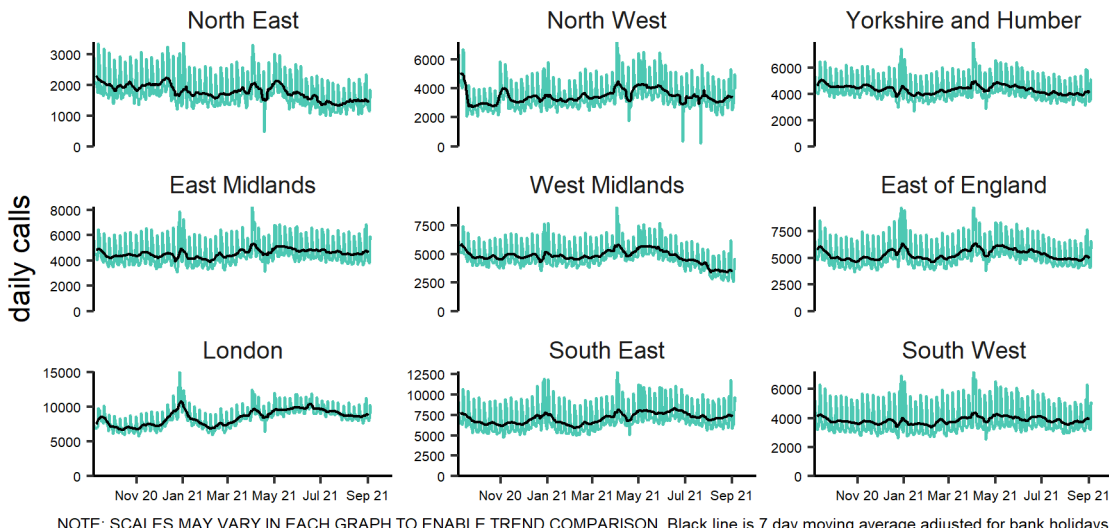 North East North West Yorkshire and Humber
3000 2000 1000 0
6000 4000 2000 0
6000 4000 2000 0
East Midlands West Midlands East of England
daily calls
8000 6000 4000 2000 0
7500 5000 2500 0
7500 5000 2500 0
London South East South West
15000 10000 5000 0
12500 10000 7500 5000 2500 0
6000 4000 2000 0
Nov 20 Jan 21 Mar 21 May 21 Jul 21 Sep 21 Nov 20 Jan 21 Mar 21 May 21 Jul 21 Sep 21 Nov 20 Jan 21 Mar 21 May 21 Jul 21 Sep 21
NOTE: SCALES MAY VARY IN EACH GRAPH TO ENABLE TREND COMPARISON. Black line is 7 day moving average adjusted for bank holidays